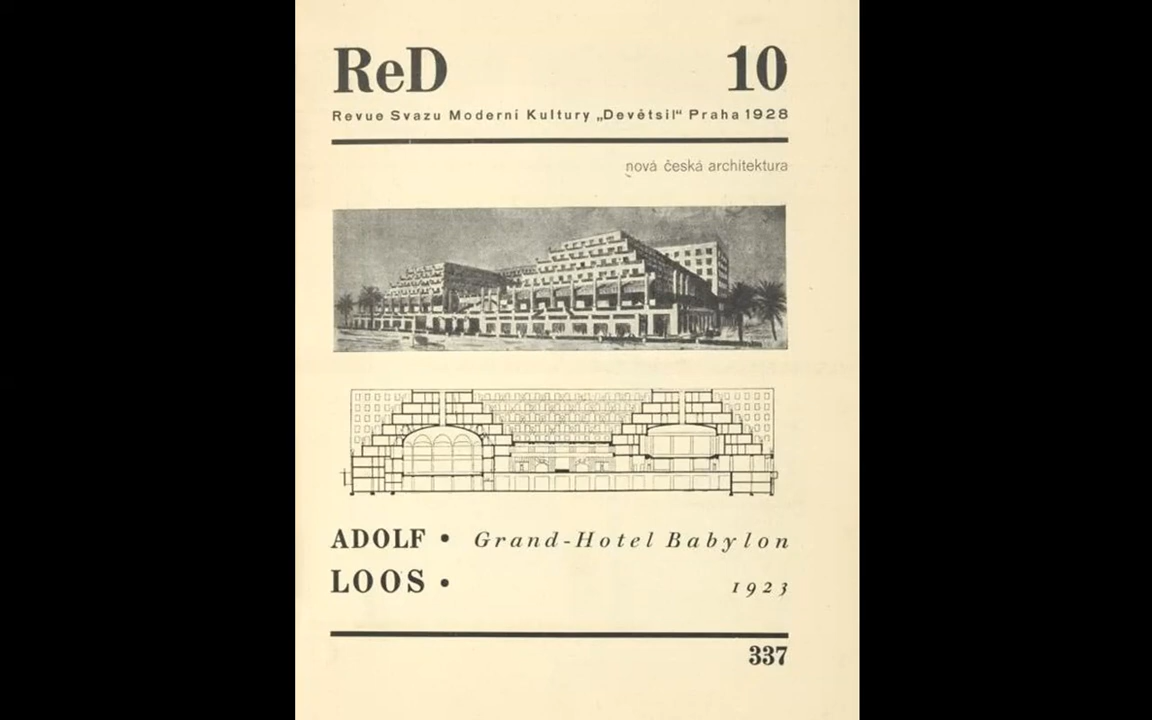 ReD 10
Revue Svazu Moderní Kultury „Devětsil“ Praha 1928
nová česká architektura
ADOLF • Grand-Hotel Babylon
LOOS • 1923
337